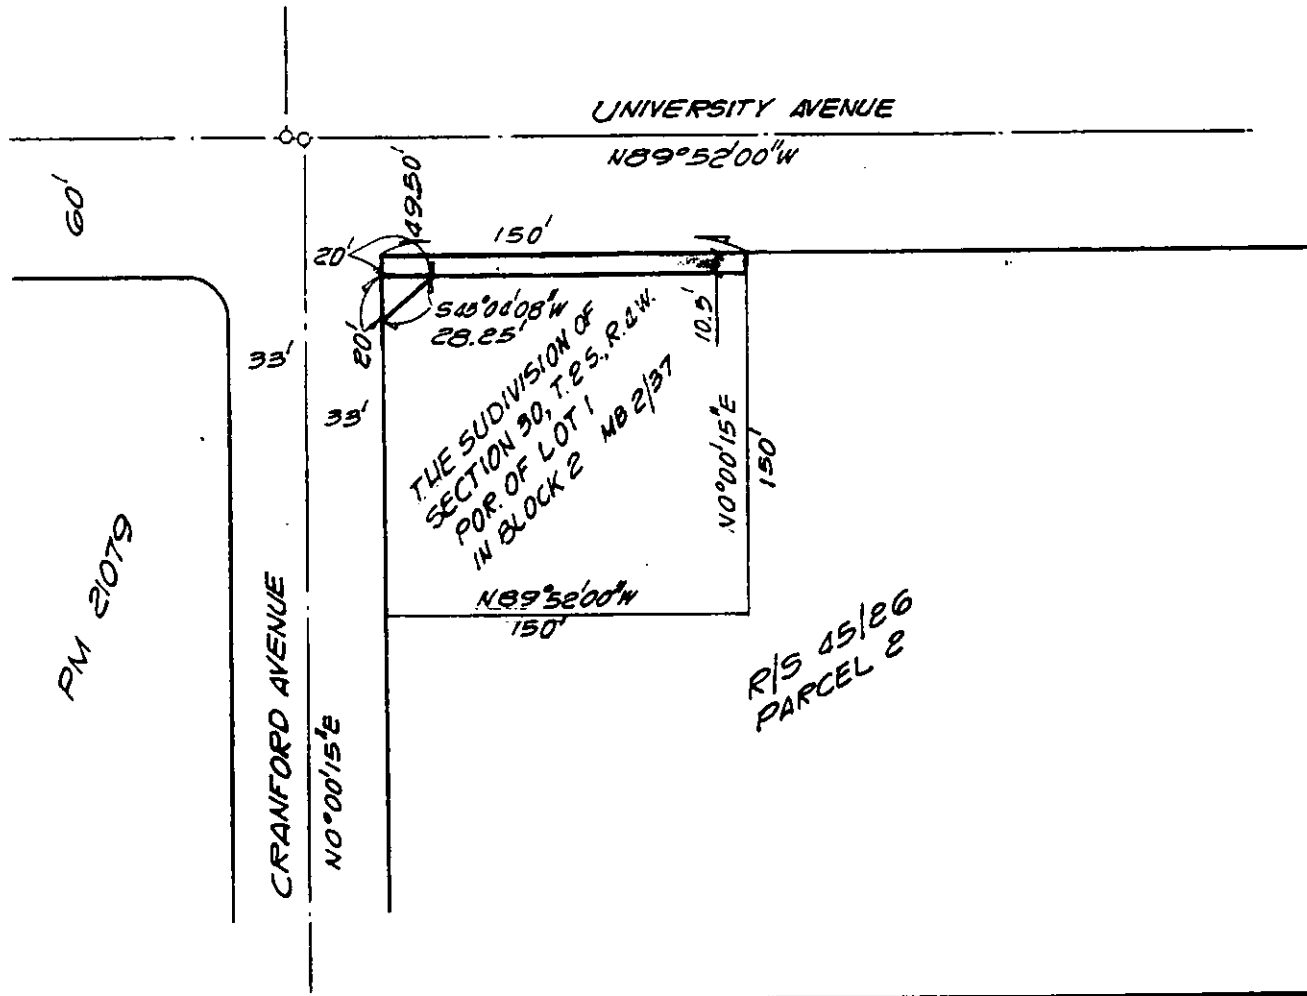 UNIVERSITY AVENUE
N89°52'00"W
60'
49.50'
150'
20'
S45°04'08"W
28.25'
20'
10.5'
33'
33'
THE SUDIVISION OF
SECTION 30, T.2S., R.4W.
POR. OF LOT 1
IN BLOCK 2 MB 2/37
N0°00'15"E
150'
N89°52'00"W
150'
PM 21079
CRANFORD AVENUE
N0°00'15"E
R/S 45/26
PARCEL 2